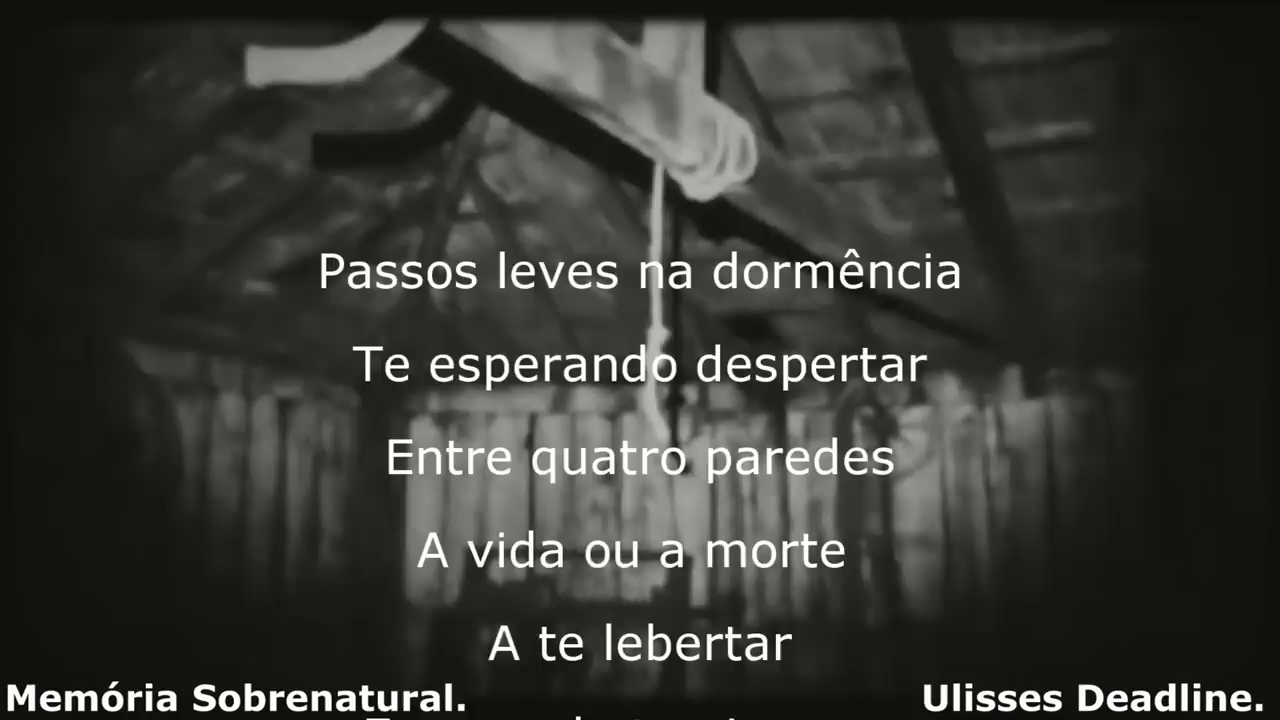 Passos leves na dormência
Te esperando despertar
Entre quatro paredes
A vida ou a morte
A te lebertar
Memória Sobrenatural.
Ulisses Deadline.